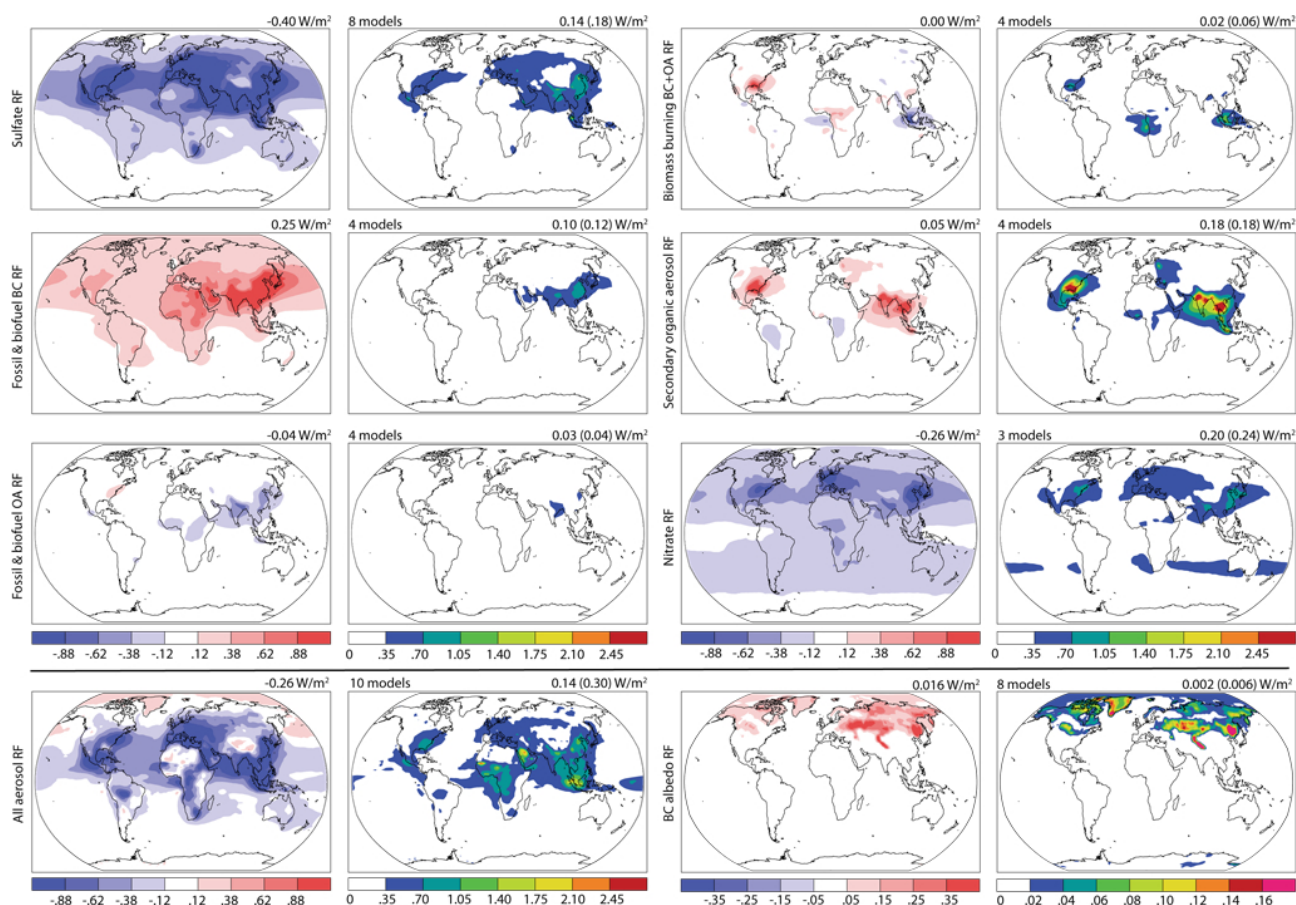 -0.40 W/m²
8 models 0.14 (.18) W/m²
0.00 W/m²
4 models 0.02 (0.06) W/m²
Sulfate RF
Biomass burning BC+OA RF
0.25 W/m²
4 models 0.10 (0.12) W/m²
0.05 W/m²
4 models 0.18 (0.18) W/m²
Fossil & biofuel BC RF
Secondary organic aerosol RF
-0.04 W/m²
4 models 0.03 (0.04) W/m²
-0.26 W/m²
3 models 0.20 (0.24) W/m²
Fossil & biofuel OA RF
Nitrate RF
-.88 -.62 -.38 -.12 .12 .38 .62 .88
0 .35 .70 1.05 1.40 1.75 2.10 2.45
-.88 -.62 -.38 -.12 .12 .38 .62 .88
0 .35 .70 1.05 1.40 1.75 2.10 2.45
-0.26 W/m²
10 models 0.14 (0.30) W/m²
0.016 W/m²
8 models 0.002 (0.006) W/m²
All aerosol RF
BC albedo RF
-.88 -.62 -.38 -.12 .12 .38 .62 .88
0 .35 .70 1.05 1.40 1.75 2.10 2.45
-.35 -.25 -.15 -.05 .05 .15 .25 .35
0 .02 .04 .06 .08 .10 .12 .14 .16